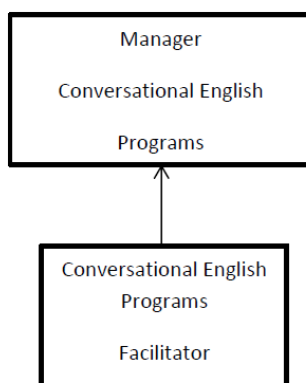 Manager
Conversational English
Programs
Conversational English
Programs
Facilitator